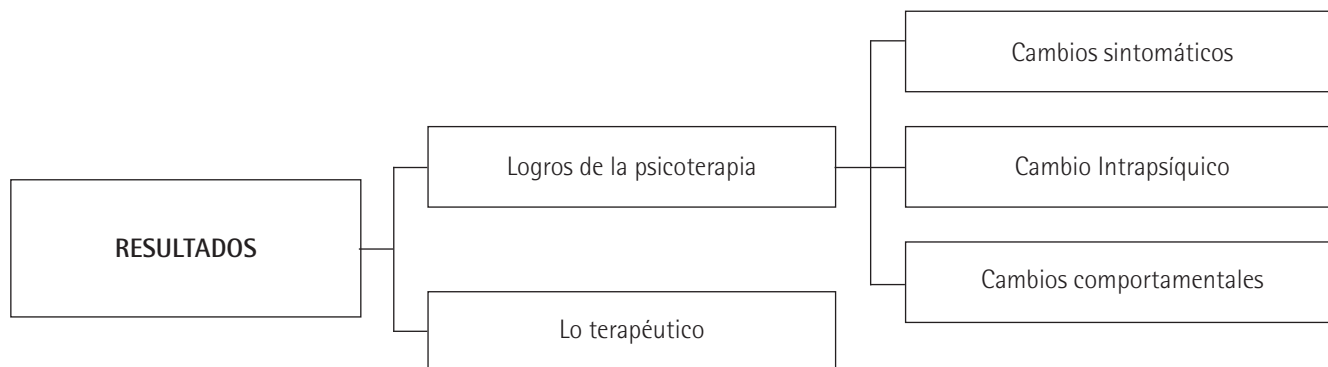 RESULTADOS
Logros de la psicoterapia
Lo terapéutico
Cambios sintomáticos
Cambio Intrapsíquico
Cambios comportamentales